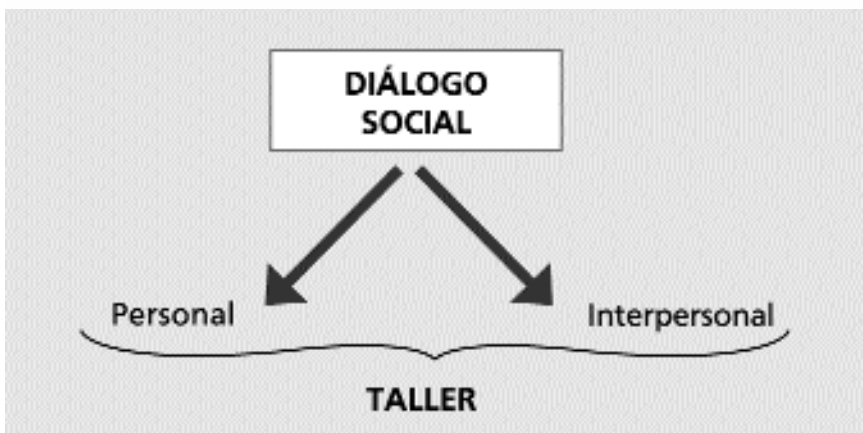 DIÁLOGO
SOCIAL
Personal
Interpersonal
TALLER